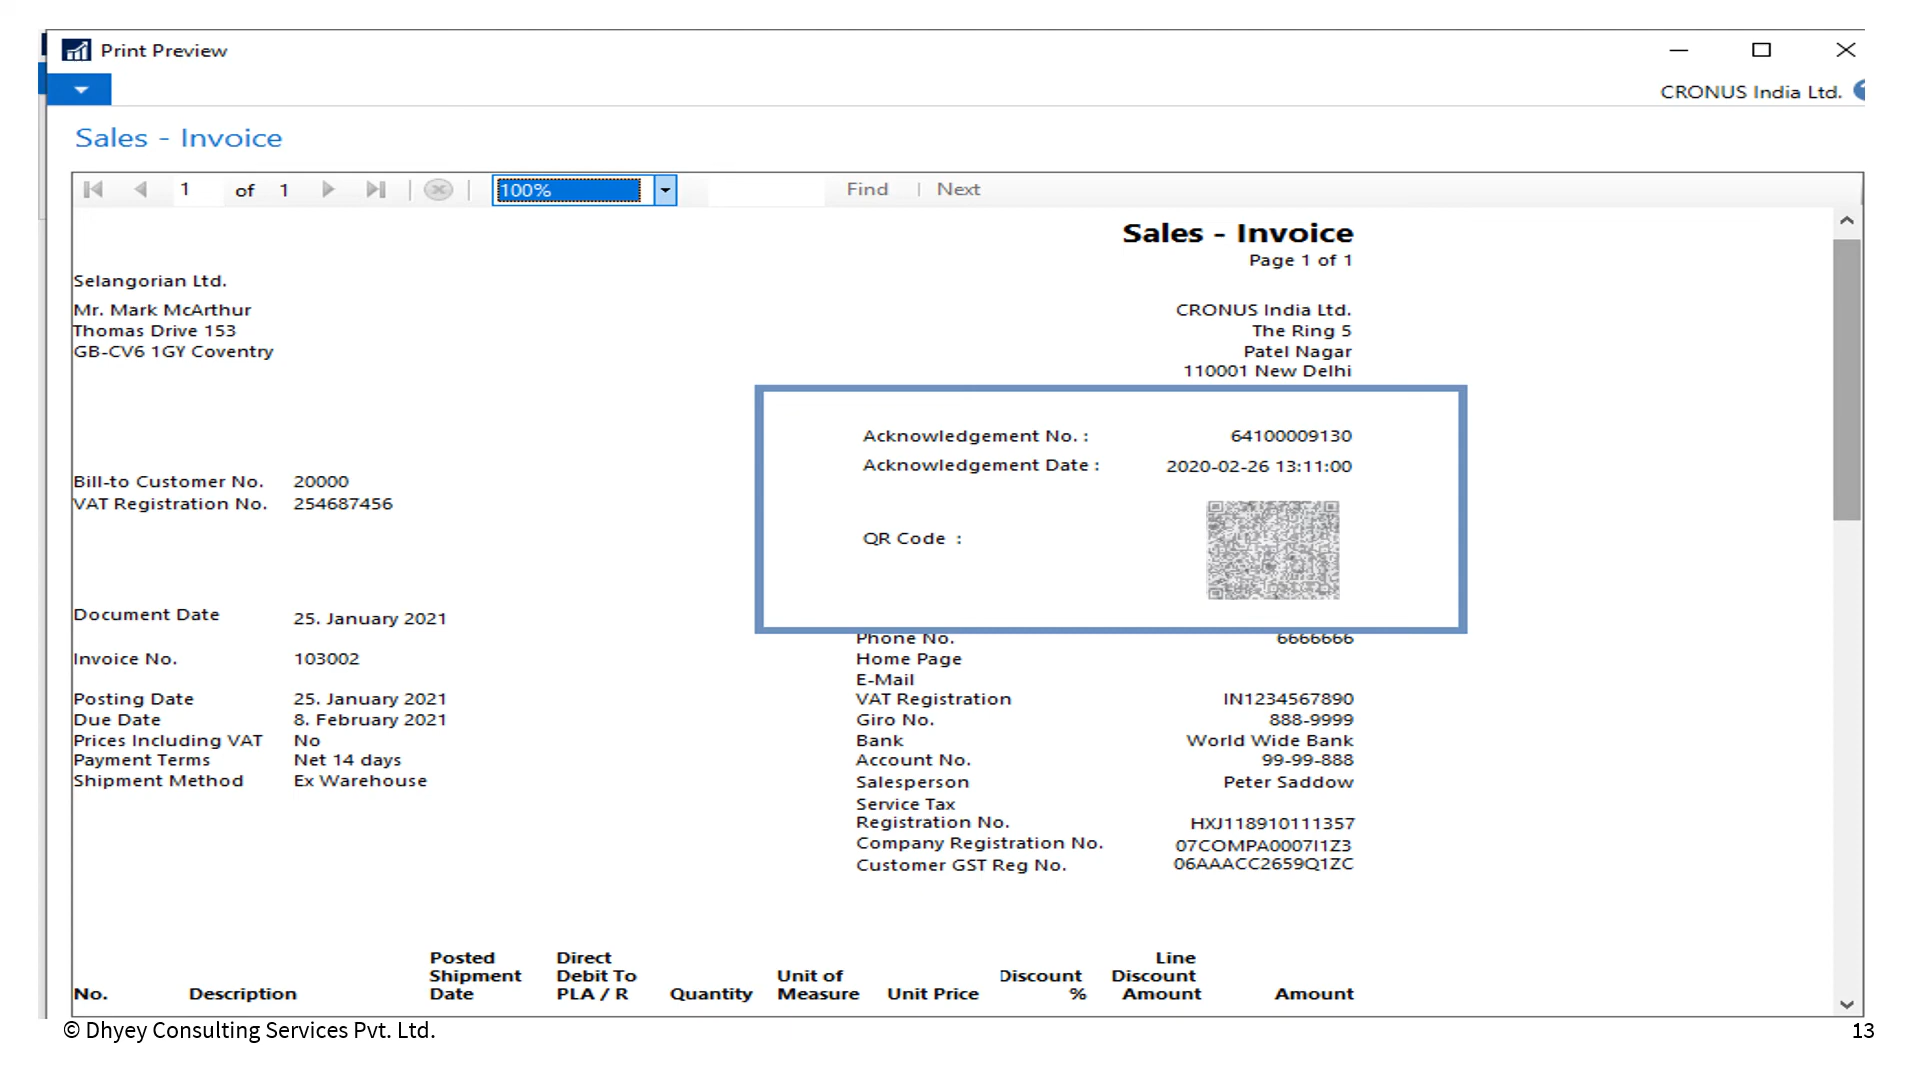 Print Preview
CRONUS India Ltd.
Sales - Invoice
1 of 1 100% Find Next
Sales - Invoice
Page 1 of 1
Selangorian Ltd.
Mr. Mark McArthur
Thomas Drive 153
GB-CV6 1GY Coventry
CRONUS India Ltd.
The Ring 5
Patel Nagar
110001 New Delhi
Acknowledgement No. : 64100009130
Acknowledgement Date : 2020-02-26 13:11:00
QR Code :
Bill-to Customer No. 20000
VAT Registration No. 254687456
Document Date 25. January 2021
Invoice No. 103002
Posting Date 25. January 2021
Due Date 8. February 2021
Prices Including VAT No
Payment Terms Net 14 days
Shipment Method Ex Warehouse
Phone No. 6666666
Home Page
E-Mail
VAT Registration IN1234567890
Giro No. 888-9999
Bank World Wide Bank
Account No. 99-99-888
Salesperson Peter Saddow
Service Tax
Registration No. HXJ118910111357
Company Registration No. 07COMPA0007I1Z3
Customer GST Reg No. 06AAACC2659Q1ZC
Posted Direct Line
Shipment Debit To Unit of Discount Discount
No. Description Date PLA / R Quantity Measure Unit Price % Amount Amount
© Dhyey Consulting Services Pvt. Ltd.
13